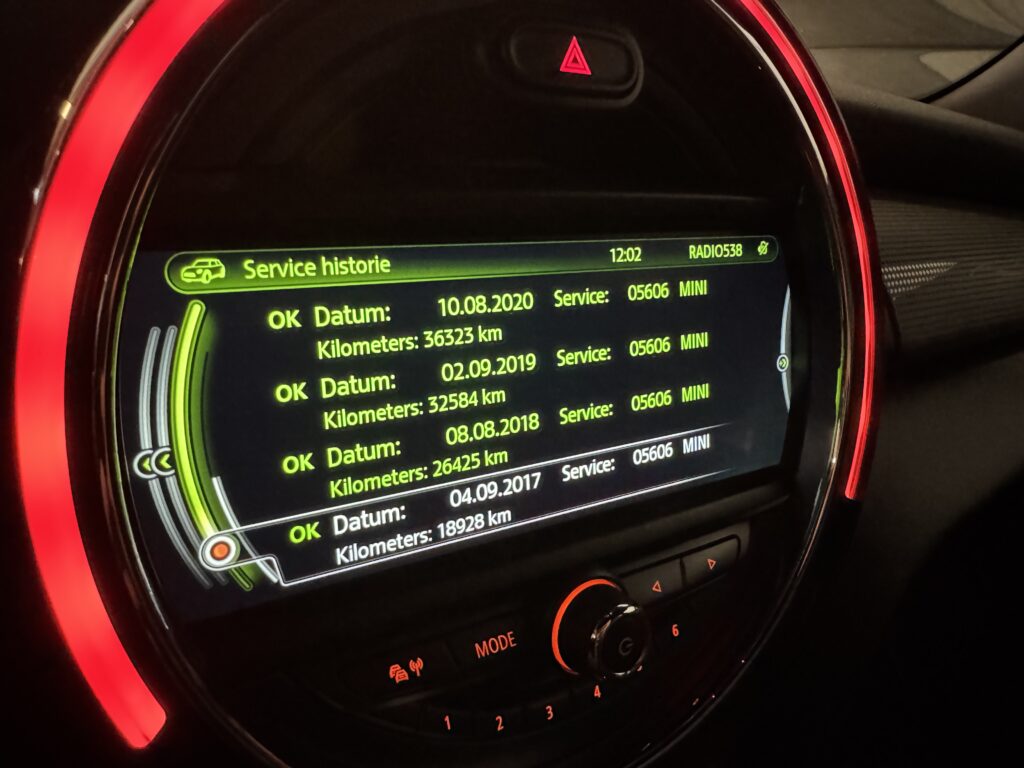 Service historie 12:02 RADIO538
OK Datum: 10.08.2020 Service: 05606 MINI
Kilometers: 36323 km
OK Datum: 02.09.2019 Service: 05606 MINI
Kilometers: 32584 km
OK Datum: 08.08.2018 Service: 05606 MINI
Kilometers: 26425 km
OK Datum: 04.09.2017 Service: 05606 MINI
Kilometers: 18928 km
MODE
1 2 3 4 6